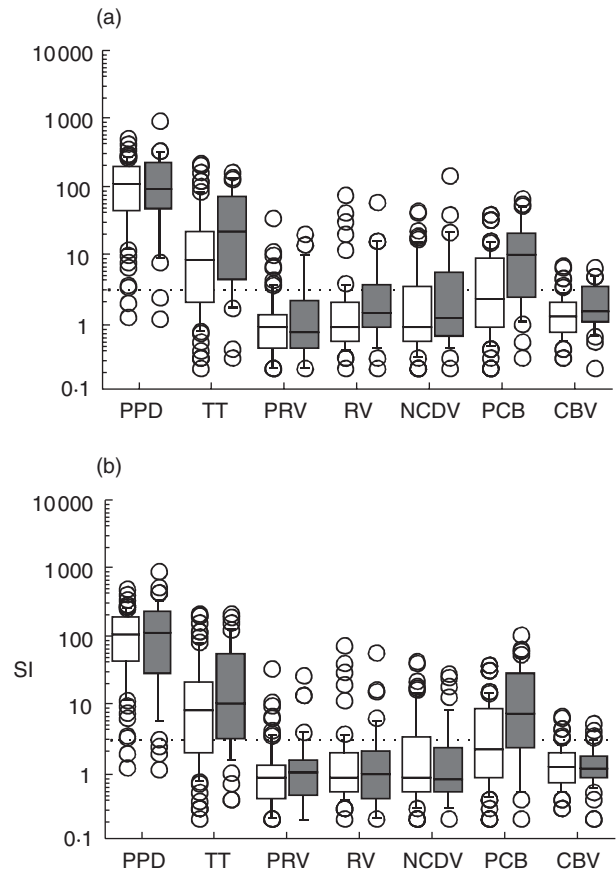 (a)
10 000
1000
100
10
1
0·1
PPD TT PRV RV NCDV PCB CBV
(b)
10 000
1000
100
SI
10
1
0·1
PPD TT PRV RV NCDV PCB CBV